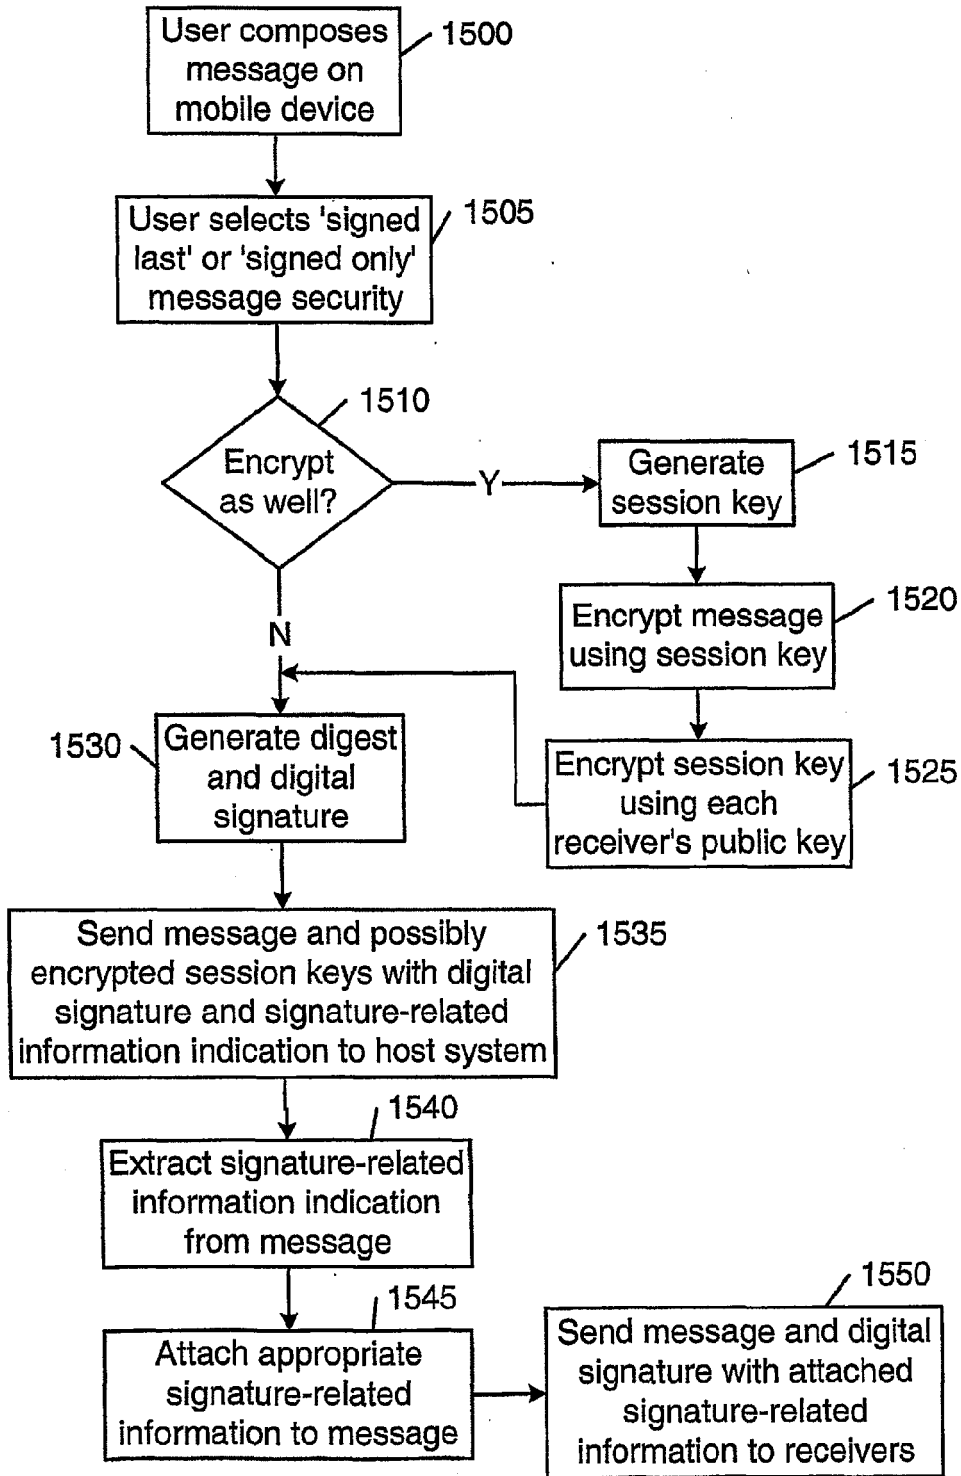 User composes
message on
mobile device
1500
User selects 'signed
last' or 'signed only'
message security
1505
1510
Encrypt
as well?
Y
N
Generate
session key
1515
Encrypt message
using session key
1520
Encrypt session key
using each
receiver's public key
1525
1530
Generate digest
and digital
signature
Send message and possibly
encrypted session keys with digital
signature and signature-related
information indication to host system
1535
1540
Extract signature-related
information indication
from message
1545
Attach appropriate
signature-related
information to message
1550
Send message and digital
signature with attached
signature-related
information to receivers